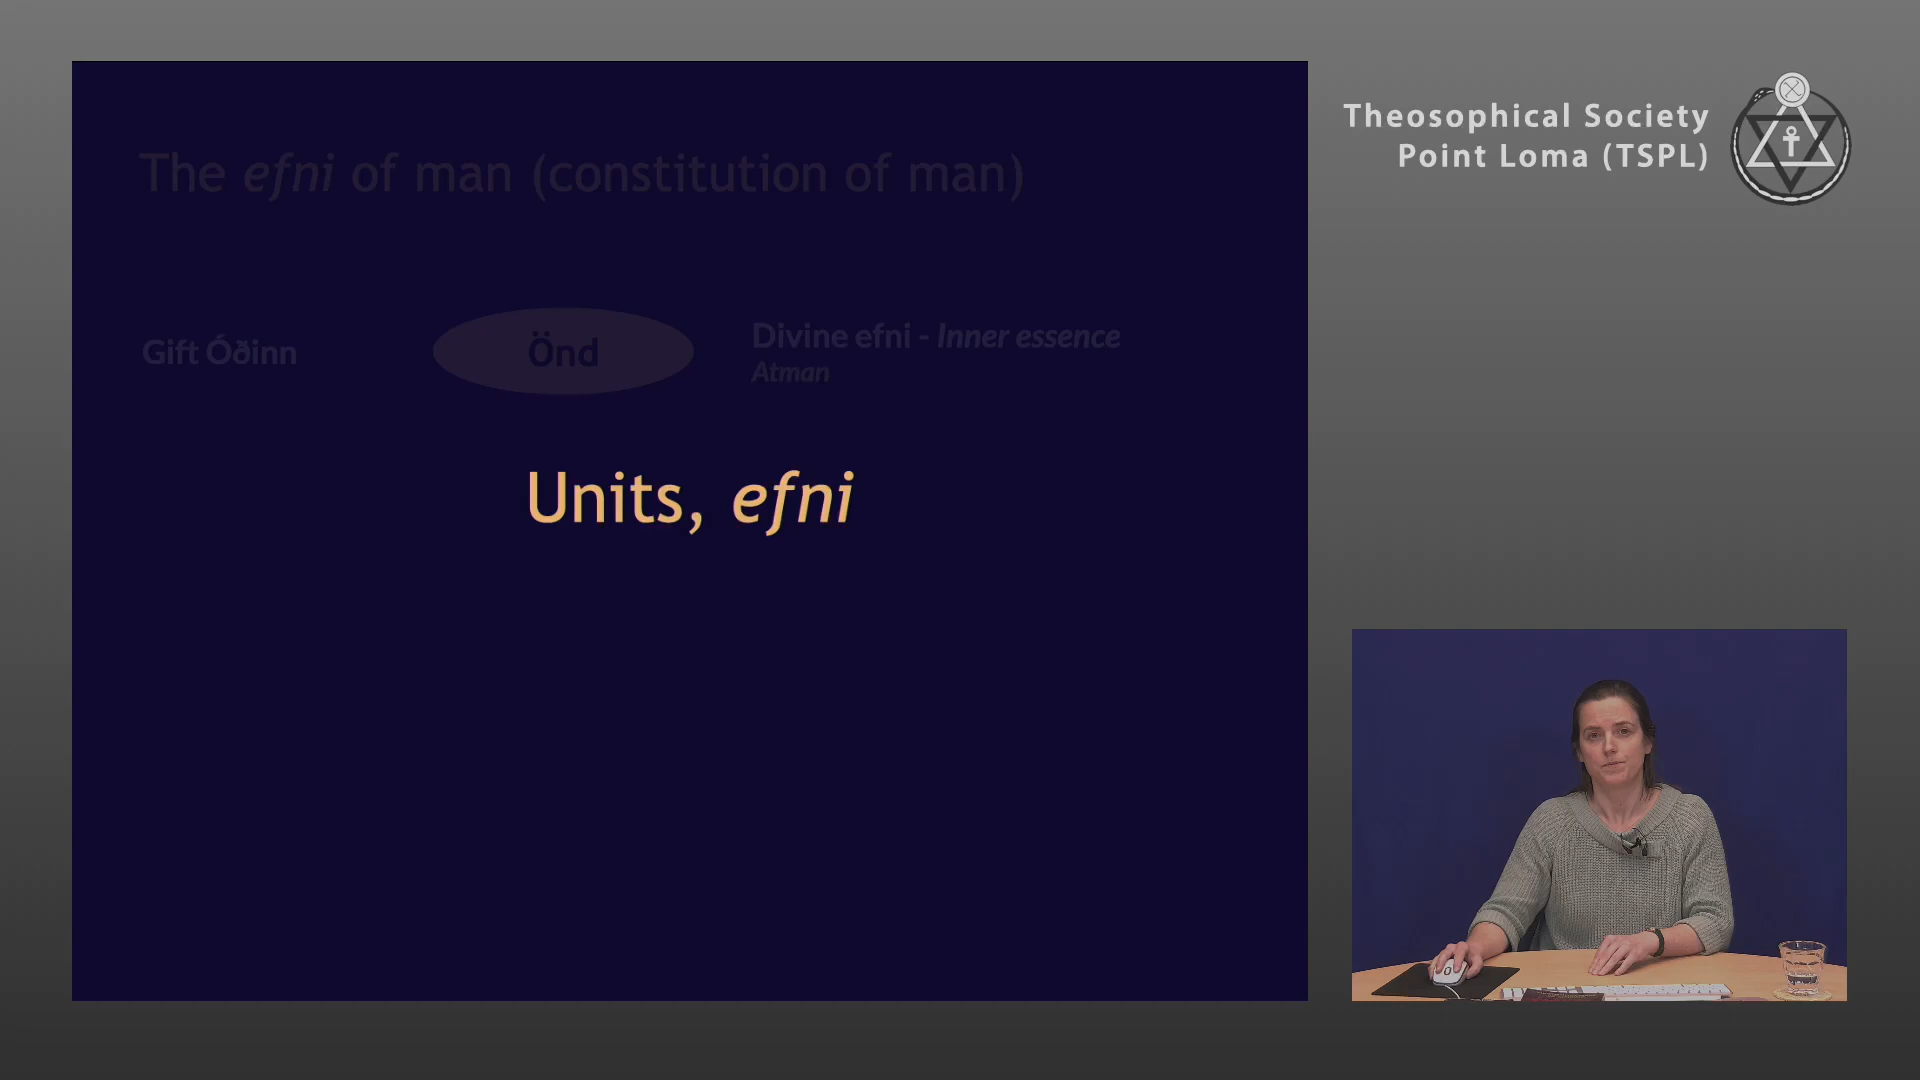 Theosophical Society
Point Loma (TSPL)
The efni of man (constitution of man)
Gift Óðinn
Önd
Divine efni - Inner essence
Atman
Units, efni